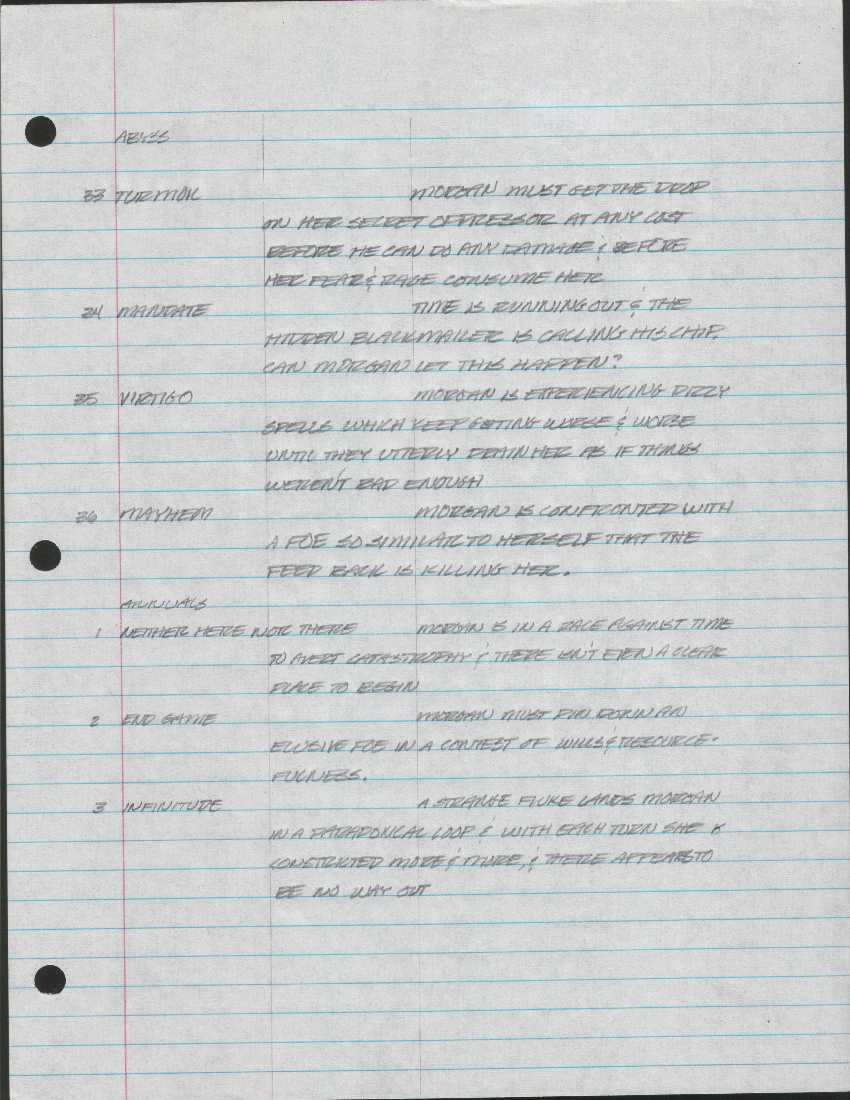 ABYSS
33 TURMOIL MORGAN MUST GET THE DROP
ON HER SECRET OPPRESSOR AT ANY COST
BEFORE HE CAN DO ANY DAMAGE & BEFORE
HER FEAR & RAGE CONSUME HER
34 MANDATE TIME IS RUNNING OUT & THE
HIDDEN BLACKMAILER IS CALLING HIS CHIP.
CAN MORGAN LET THIS HAPPEN?
35 VIRTIGO MORGAN IS EXPERIENCING DIZZY
SPELLS WHICH KEEP GETTING WORSE & WORSE
UNTIL THEY UTTERLY DRAIN HER AS IF THINGS
WEREN'T BAD ENOUGH
36 MAYHEM MORGAN IS CONFRONTED WITH
A FOE SO SIMILAR TO HERSELF THAT THE
FEED BACK IS KILLING HER.
ANNUALS
1 NEITHER HERE NOR THERE MORGAN IS IN A RACE AGAINST TIME
TO AVERT CATASTROPHY & THERE ISN'T EVEN A CLEAR
PLACE TO BEGIN
2 END GAME MORGAN MUST PIN DOWN AN
ELUSIVE FOE IN A CONTEST OF WILLS & RESOURCE-
FULNESS.
3 INFINITUDE A STRANGE FLUKE LANDS MORGAN
IN A PARADOXICAL LOOP & WITH EACH TURN SHE IS
CONSTRICTED MORE & MORE, & THERE APPEARS TO
BE NO WAY OUT